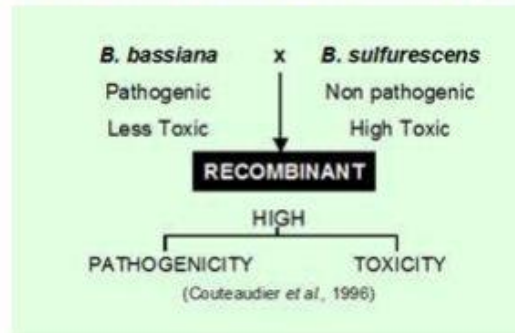 B. bassiana x B. sulfurescens
Pathogenic Non pathogenic
Less Toxic High Toxic
RECOMBINANT
HIGH
PATHOGENICITY TOXICITY
(Couteaudier et al., 1996)